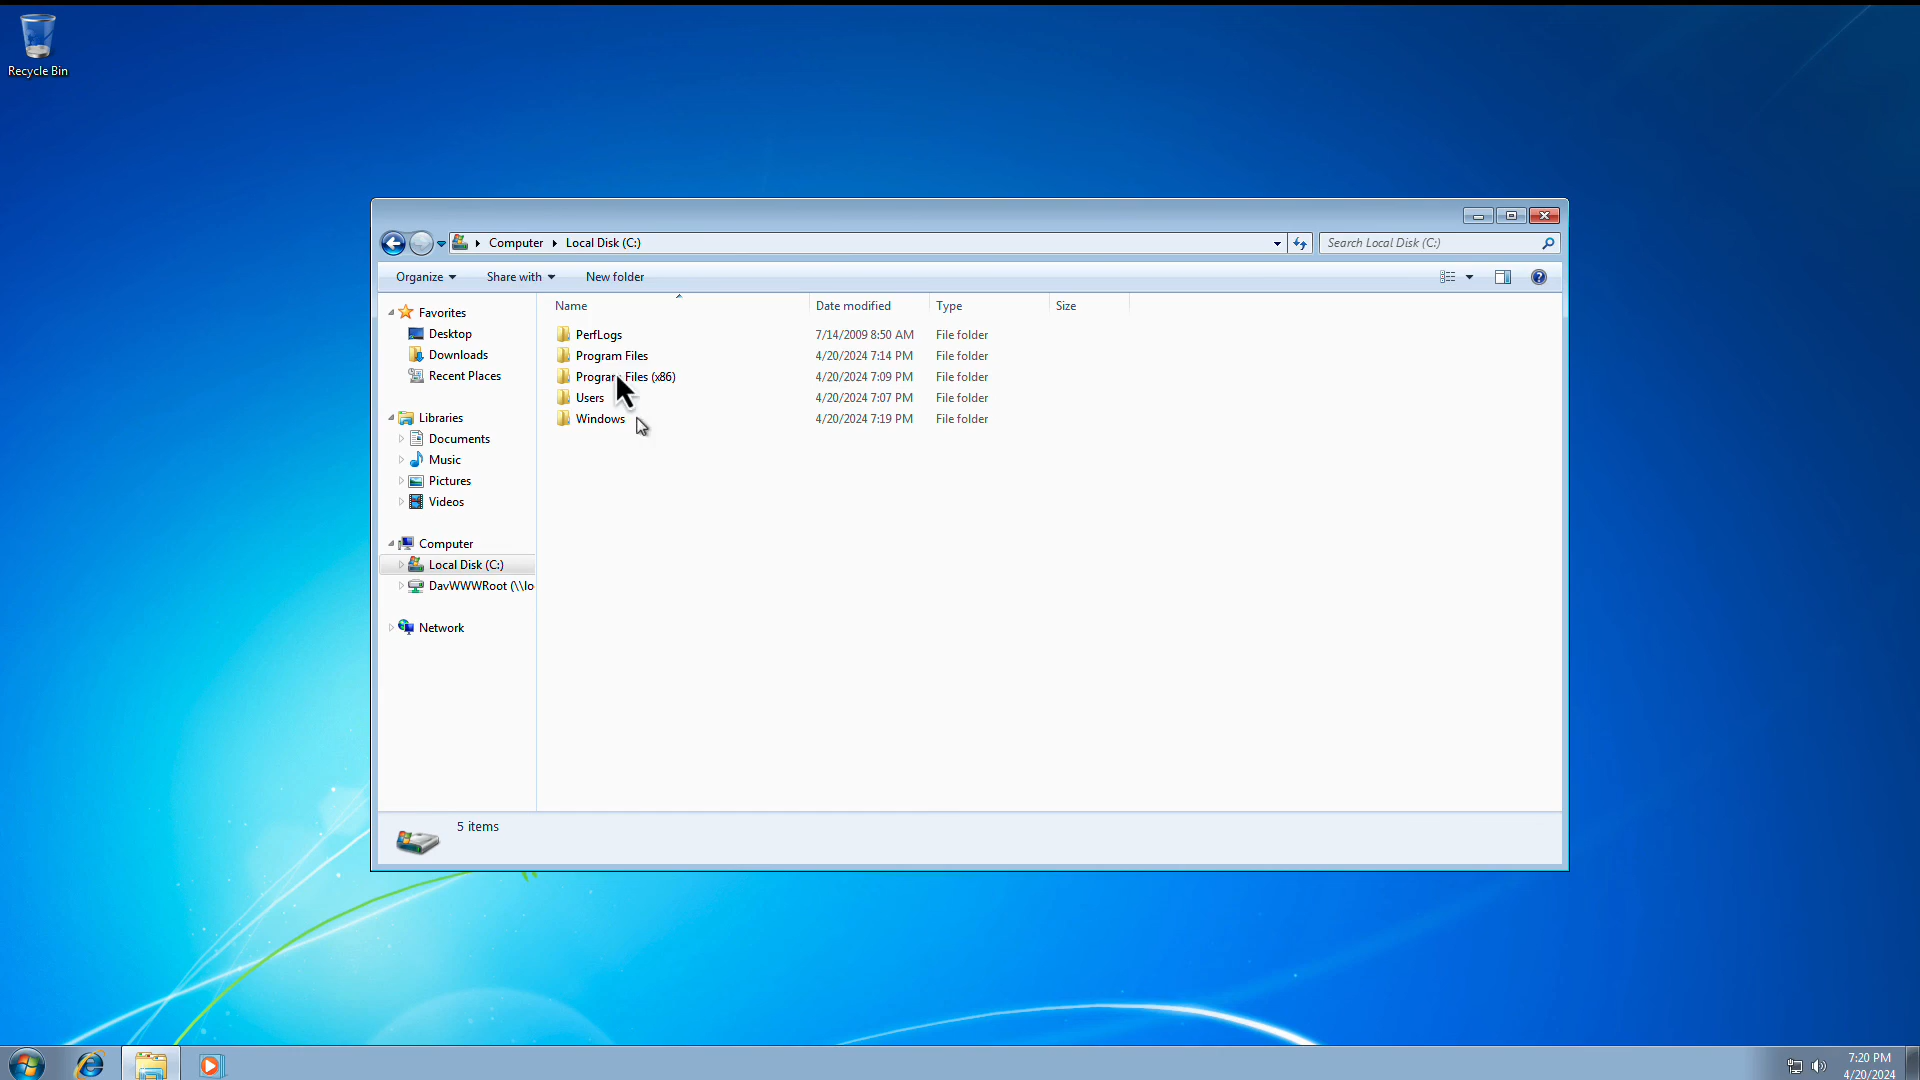 Recycle Bin
Computer
Local Disk (C:)
Search Local Disk (C:)
Organize
Share with
New folder
Favorites
Desktop
Downloads
Recent Places
Libraries
Documents
Music
Pictures
Videos
Computer
Local Disk (C:)
DavWWWRoot (\\lo
Network
Name Date modified Type Size
PerfLogs 7/14/2009 8:50 AM File folder
Program Files 4/20/2024 7:14 PM File folder
Program Files (x86) 4/20/2024 7:09 PM File folder
Users 4/20/2024 7:07 PM File folder
Windows 4/20/2024 7:19 PM File folder
5 items
7:20 PM
4/20/2024